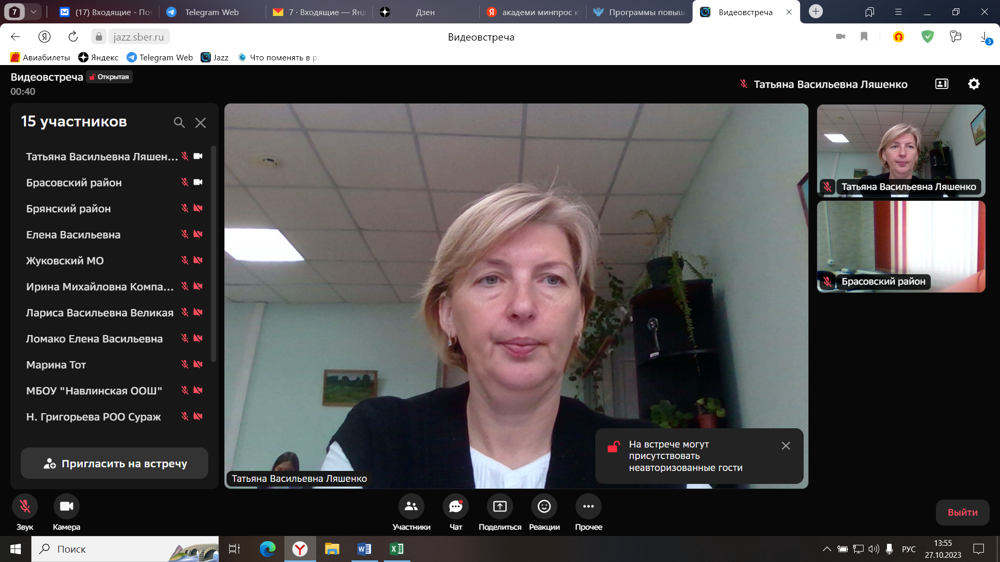 7
(17) Входящие - По
Telegram Web
7 · Входящие — Янд
Дзен
академи минпрос к
Программы повыш
Видеовстреча
jazz.sber.ru
Видеовстреча
3
Авиабилеты
Яндекс
Telegram Web
Jazz
Что поменять в ра
Видеовстреча
Открытая
00:40
Татьяна Васильевна Ляшенко
15 участников
Татьяна Васильевна Ляшен...
Брасовский район
Брянский район
Елена Васильевна
Жуковский МО
Ирина Михайловна Компа...
Лариса Васильевна Великая
Ломако Елена Васильевна
Марина Тот
МБОУ "Навлинская ООШ"
Н. Григорьева РОО Сураж
Пригласить на встречу
Татьяна Васильевна Ляшенко
На встрече могут
присутствовать
неавторизованные гости
Татьяна Васильевна Ляшенко
Брасовский район
Звук
Камера
Участники
Чат
Поделиться
Реакции
Прочее
Выйти
Поиск
РУС
13:55
27.10.2023